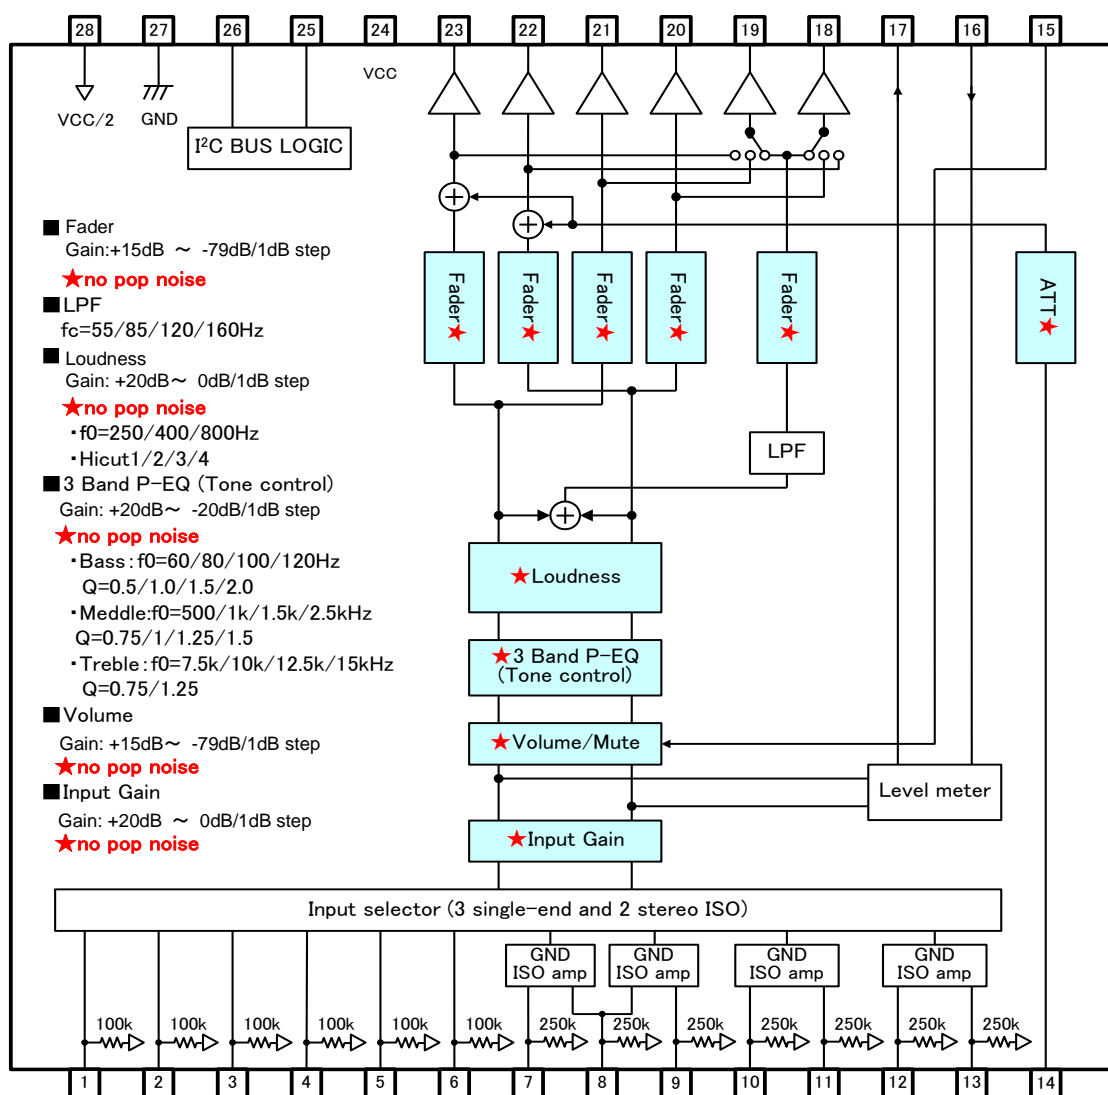 28 27 26 25 24 23 22 21 20 19 18 17 16 15
VCC
VCC/2 GND
I²C BUS LOGIC
■ Fader
Gain:+15dB ～ -79dB/1dB step
★no pop noise
■LPF
fc=55/85/120/160Hz
■ Loudness
Gain: +20dB～ 0dB/1dB step
★no pop noise
・f0=250/400/800Hz
・Hicut1/2/3/4
■3 Band P-EQ (Tone control)
Gain: +20dB～ -20dB/1dB step
★no pop noise
・Bass:f0=60/80/100/120Hz
Q=0.5/1.0/1.5/2.0
・Meddle:f0=500/1k/1.5k/2.5kHz
Q=0.75/1/1.25/1.5
・Treble:f0=7.5k/10k/12.5k/15kHz
Q=0.75/1.25
■Volume
Gain: +15dB～ -79dB/1dB step
★no pop noise
■Input Gain
Gain: +20dB ～ 0dB/1dB step
★no pop noise
Fader★ Fader★ Fader★ Fader★ Fader★ ATT★
LPF
★Loudness
★3 Band P-EQ
(Tone control)
★Volume/Mute
Level meter
★Input Gain
Input selector (3 single-end and 2 stereo ISO)
GND GND GND GND
ISO amp ISO amp ISO amp ISO amp
100k 100k 100k 100k 100k 100k 250k 250k 250k 250k 250k 250k 250k
1 2 3 4 5 6 7 8 9 10 11 12 13 14